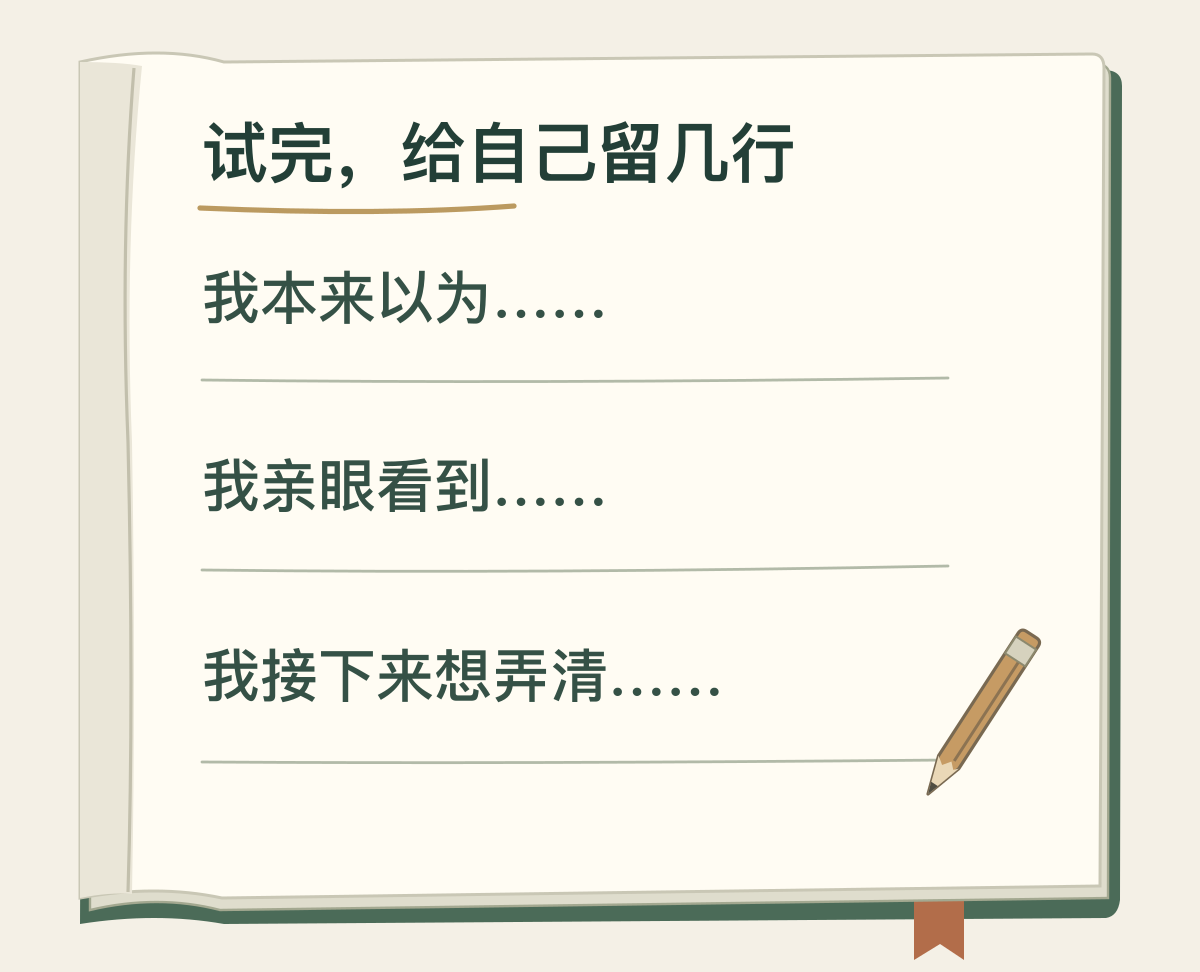 试完，给自己留几行
我本来以为……
我亲眼看到……
我接下来想弄清……